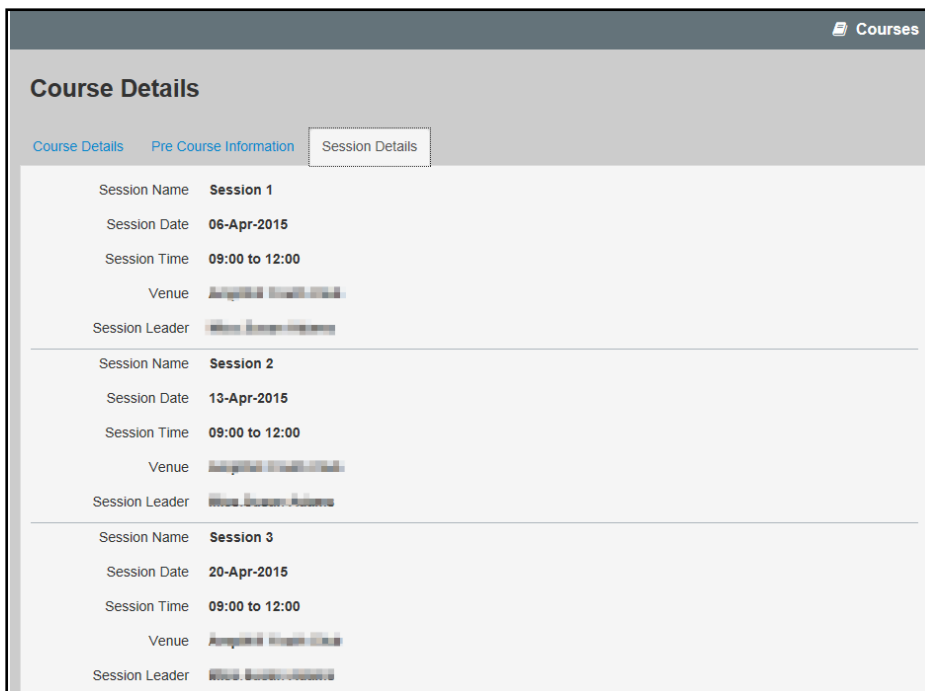 Courses
Course Details
Course Details Pre Course Information Session Details
Session Name Session 1
Session Date 06-Apr-2015
Session Time 09:00 to 12:00
Venue
Session Leader
Session Name Session 2
Session Date 13-Apr-2015
Session Time 09:00 to 12:00
Venue
Session Leader
Session Name Session 3
Session Date 20-Apr-2015
Session Time 09:00 to 12:00
Venue
Session Leader